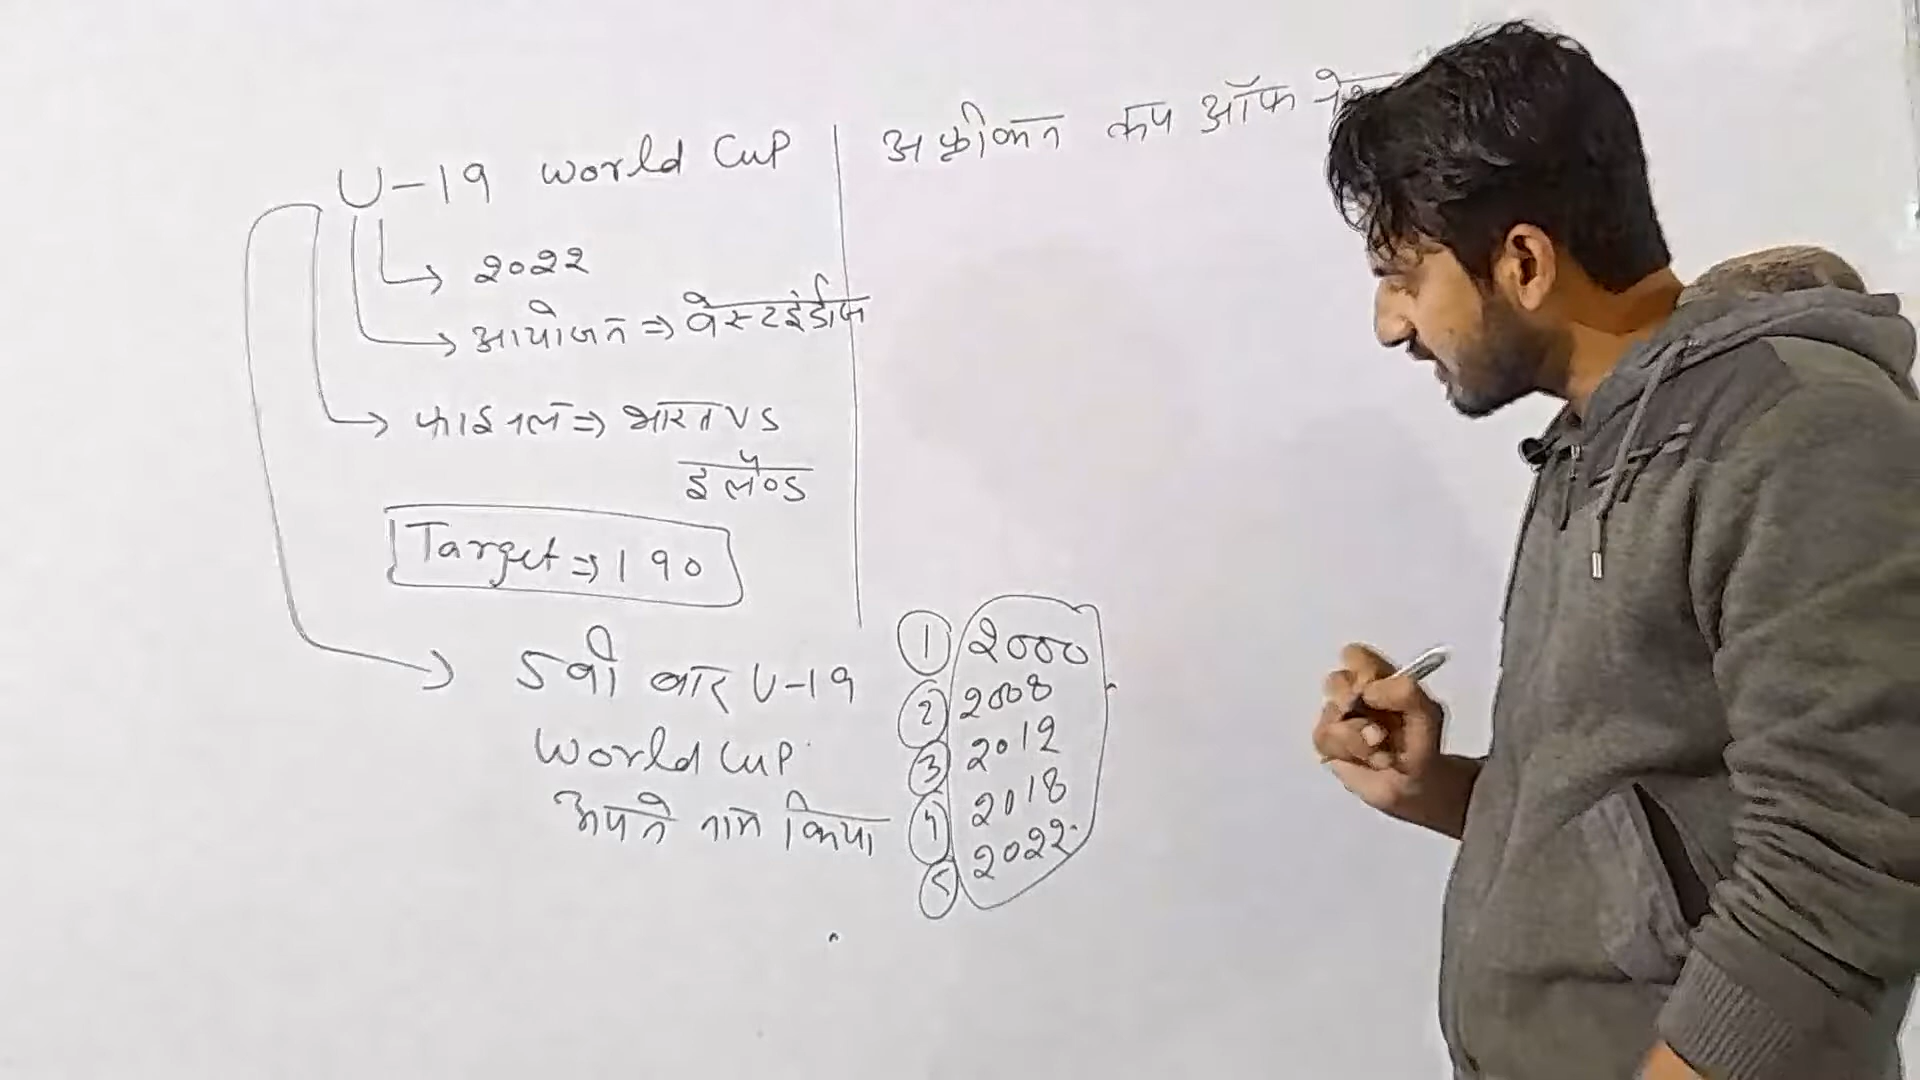 U-19 World Cup
2022
आयोजन ⇒ वेस्टइंडीज
फाइनल ⇒ भारत VS
इंलैण्ड
Target ⇒ 190
5वी बार U-19
World Cup
अपने नाम किया
अफ्रीकन कप ऑफ
① 2000
② 2008
③ 2012
④ 2018
⑤ 2022